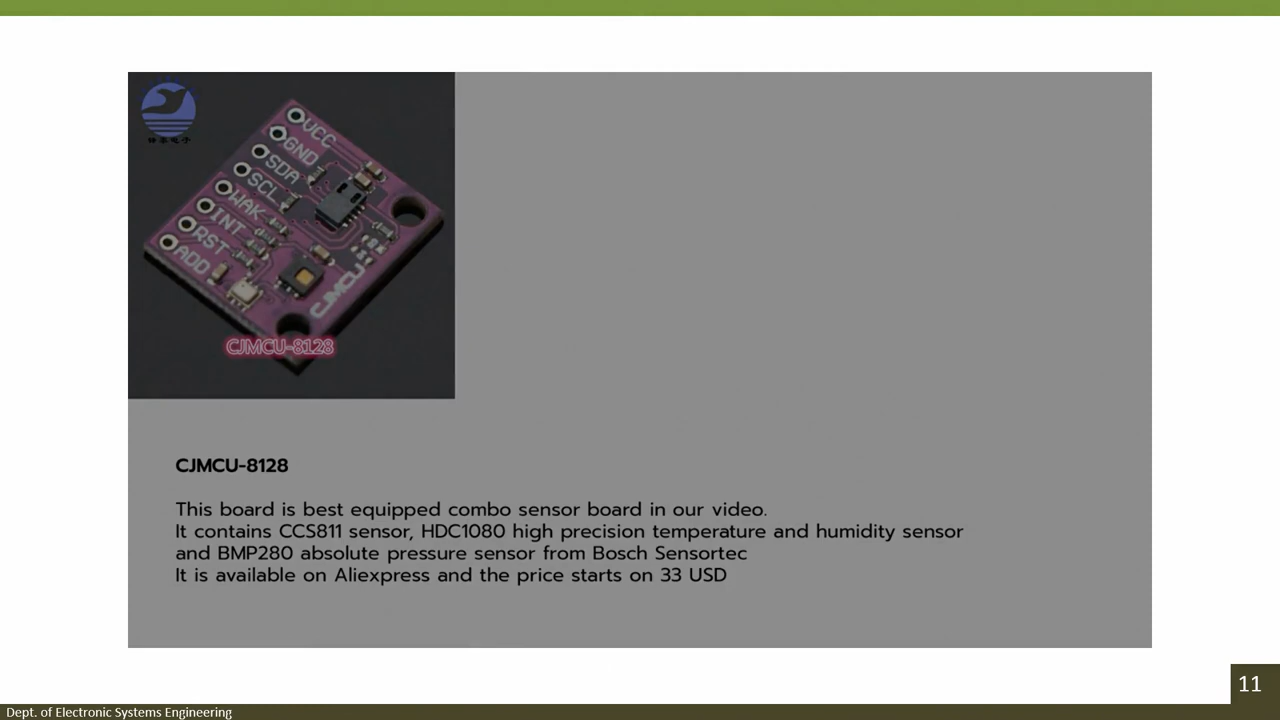 VCC
GND
SDA
SCL
WAK
INT
RST
ADD
CJMCU
CJMCU-8128
CJMCU-8128
This board is best equipped combo sensor board in our video.
It contains CCS811 sensor, HDC1080 high precision temperature and humidity sensor
and BMP280 absolute pressure sensor from Bosch Sensortec
It is available on Aliexpress and the price starts on 33 USD
11
Dept. of Electronic Systems Engineering